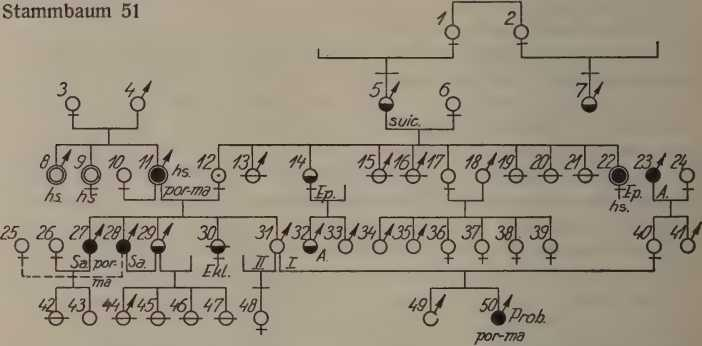 Stammbaum 51
1 2
3 4 5 6 7
suic.
8 9 10 11 hs. 12 13 14 15 16 17 18 19 20 21 22 23 24
hs. hs por-ma Ep. Ep. A.
hs.
25 26 27 28 29 30 31 32 33 34 35 36 37 38 39 40 41
Sa. por- Sa. II I A.
ma Ekl.
42 43 44 45 46 47 48 49 50 Prob.
por-ma